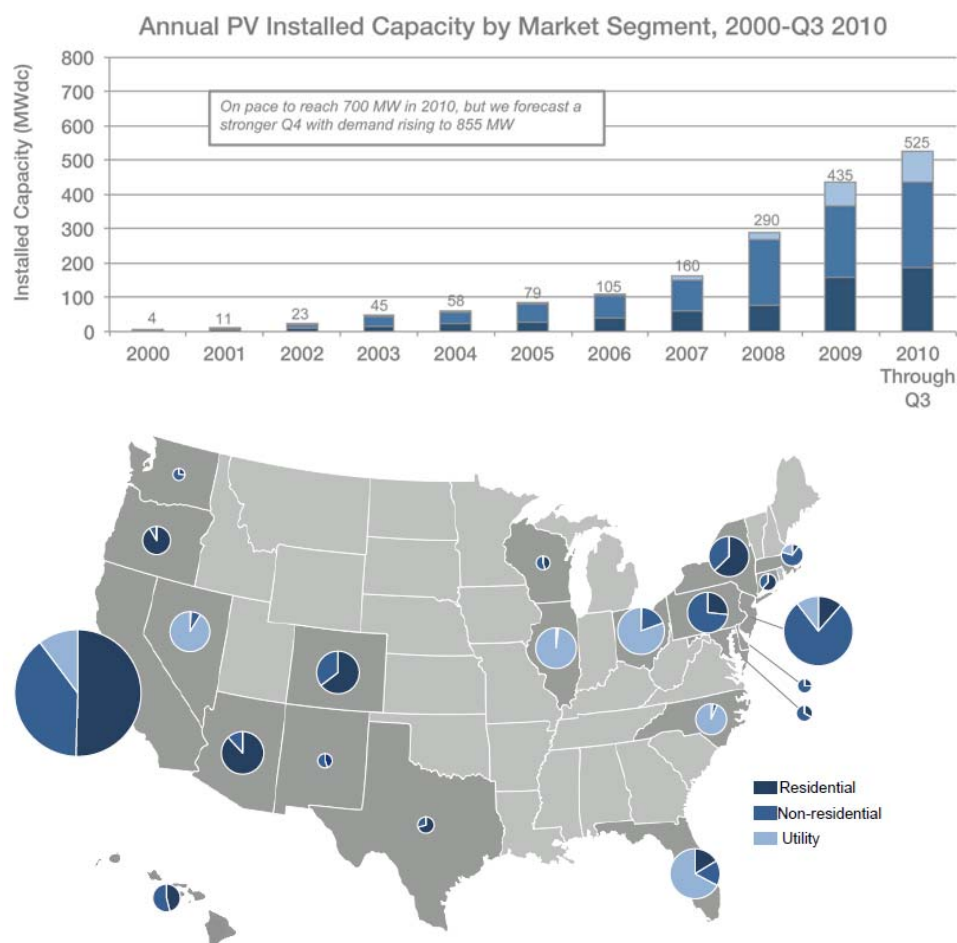 Annual PV Installed Capacity by Market Segment, 2000-Q3 2010
Installed Capacity (MWdc)
800
700
600
500
400
300
200
100
0
On pace to reach 700 MW in 2010, but we forecast a
stronger Q4 with demand rising to 855 MW
4
11
23
45
58
79
105
160
290
435
525
2000 2001 2002 2003 2004 2005 2006 2007 2008 2009 2010
Through
Q3
Residential
Non-residential
Utility